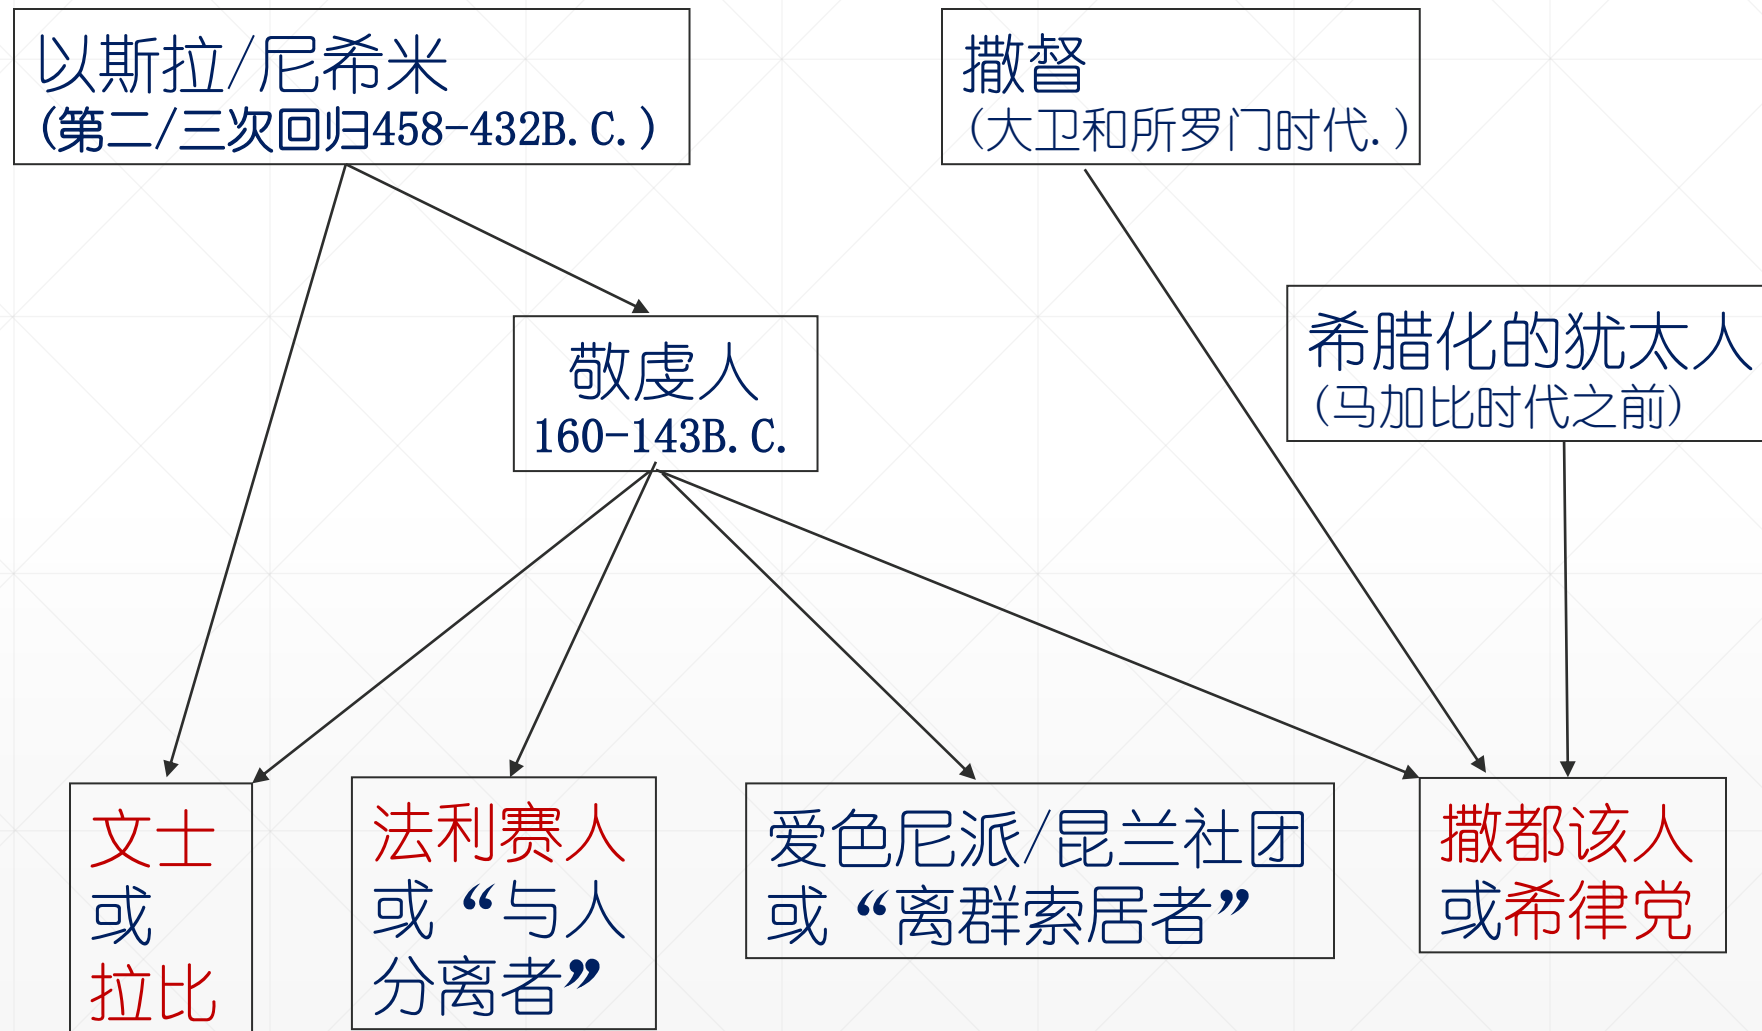 以斯拉/尼希米
(第二/三次回归458-432B.C.)
撒督
(大卫和所罗门时代.)
希腊化的犹太人
(马加比时代之前)
敬虔人
160-143B.C.
文士
或
拉比
法利赛人
或“与人
分离者”
爱色尼派/昆兰社团
或“离群索居者”
撒都该人
或希律党